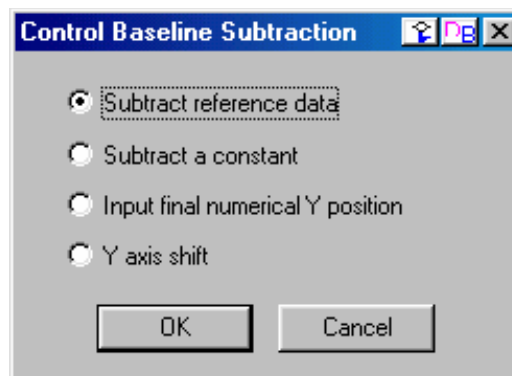 Control Baseline Subtraction
Subtract reference data
Subtract a constant
Input final numerical Y position
Y axis shift
OK Cancel